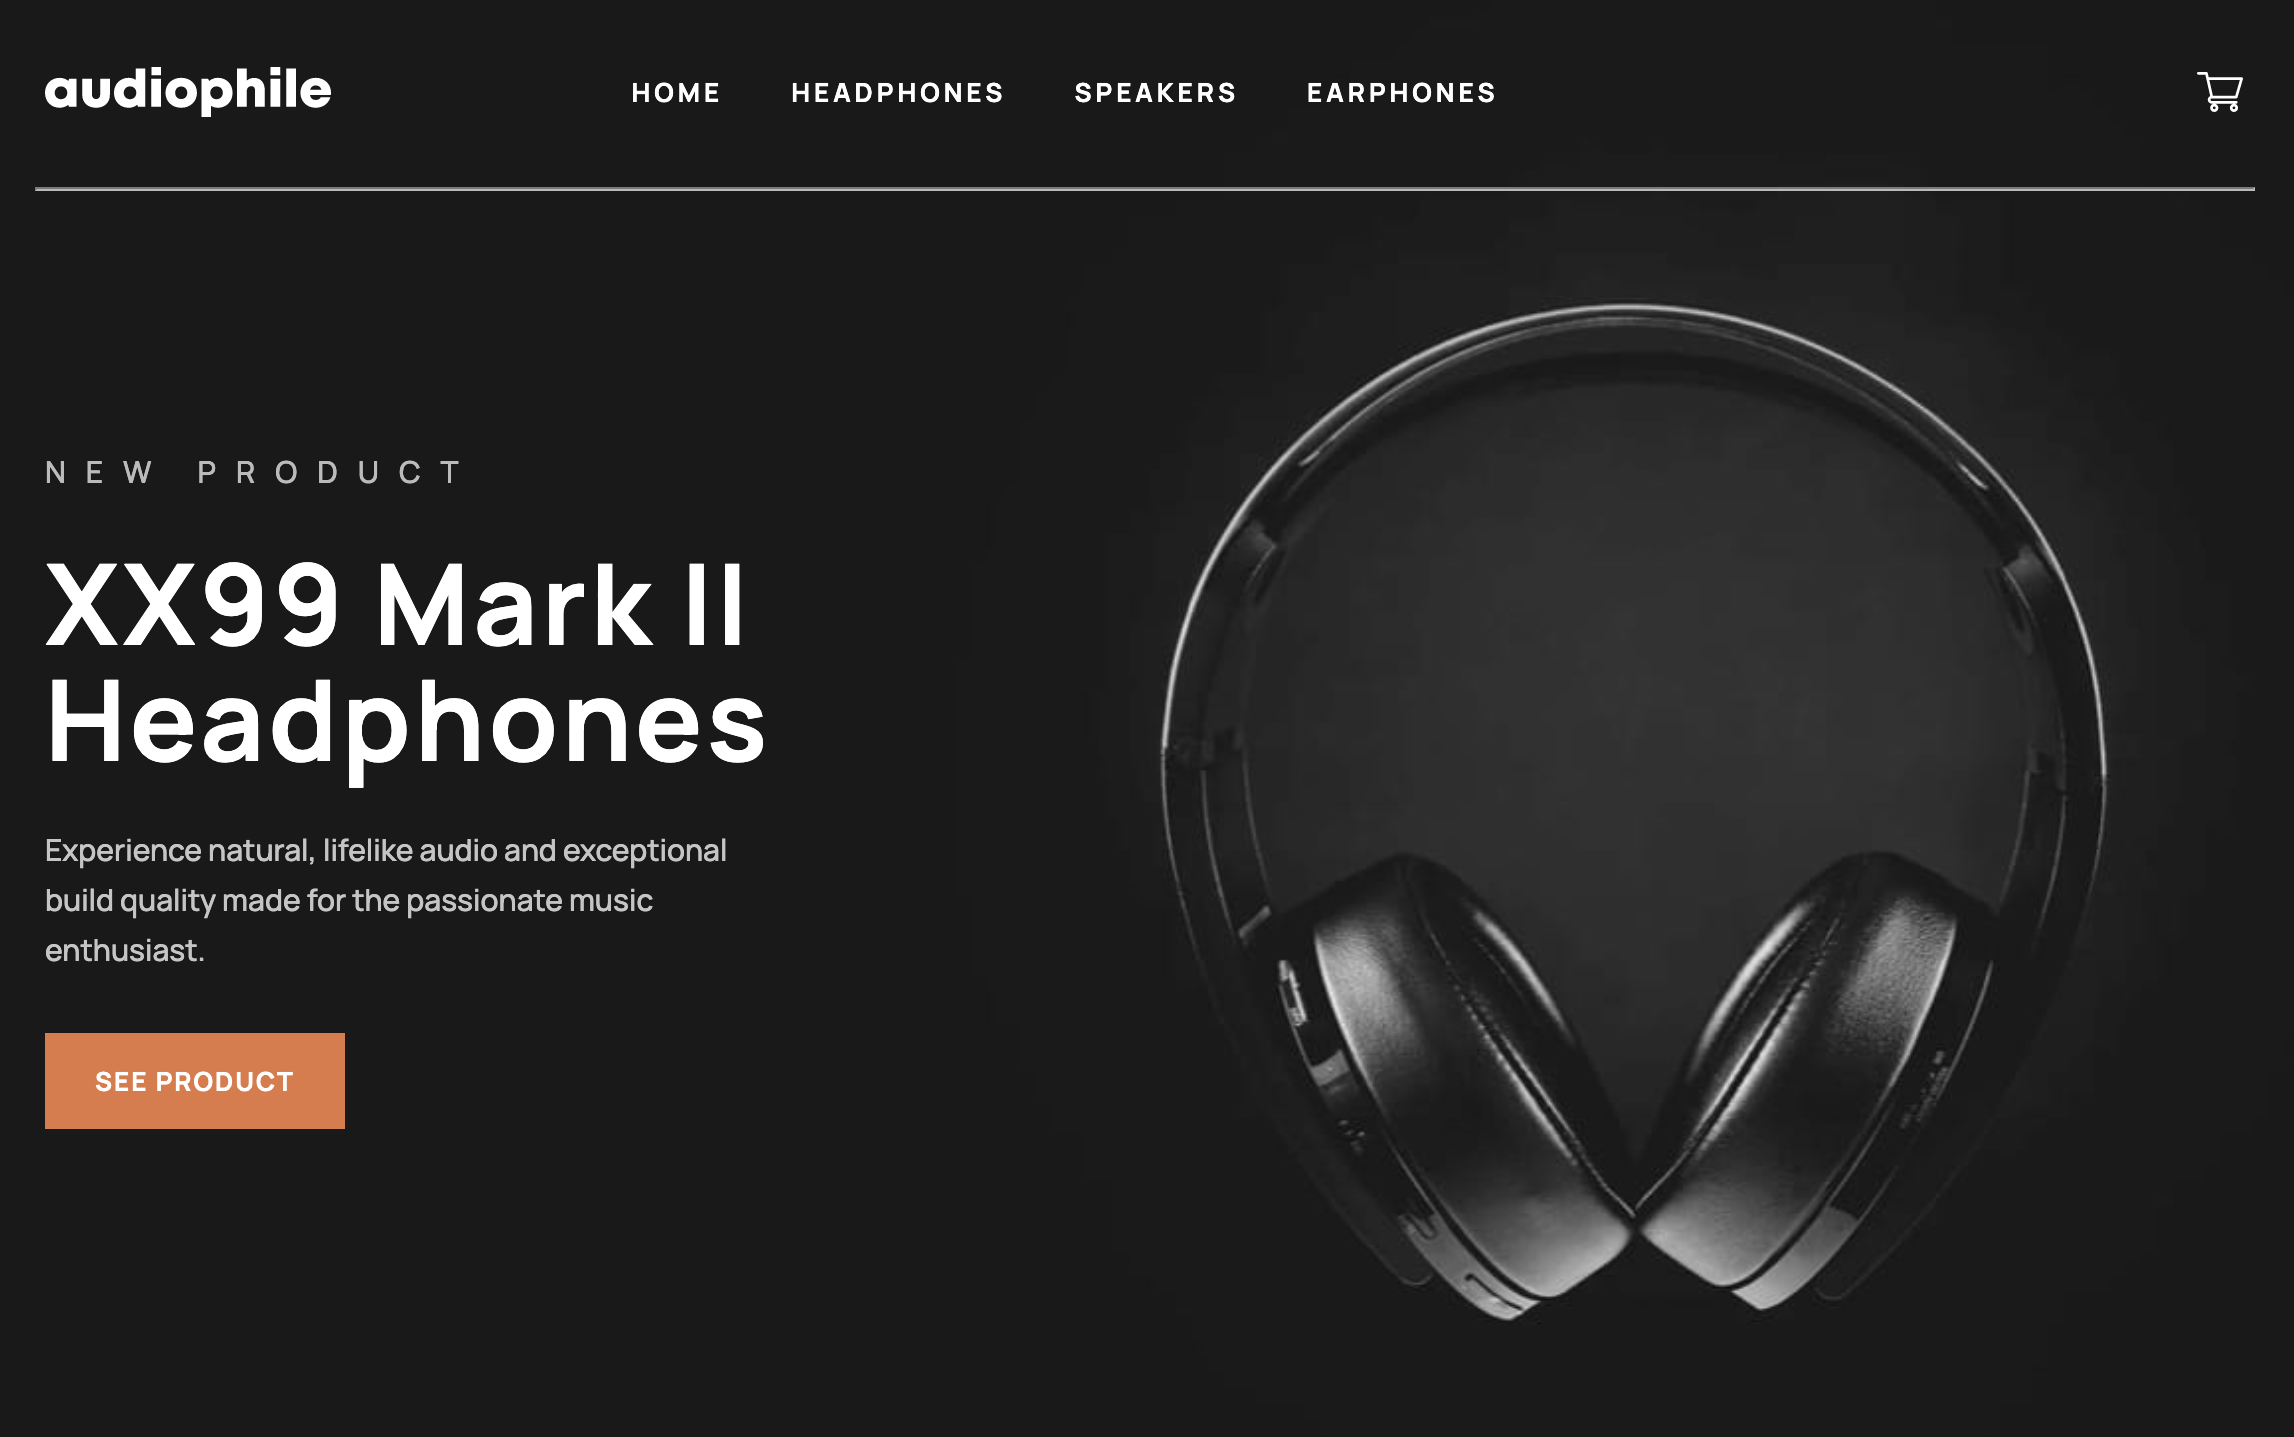 audiophile
HOME
HEADPHONES
SPEAKERS
EARPHONES
NEW PRODUCT
XX99 Mark II
Headphones
Experience natural, lifelike audio and exceptional
build quality made for the passionate music
enthusiast.
SEE PRODUCT